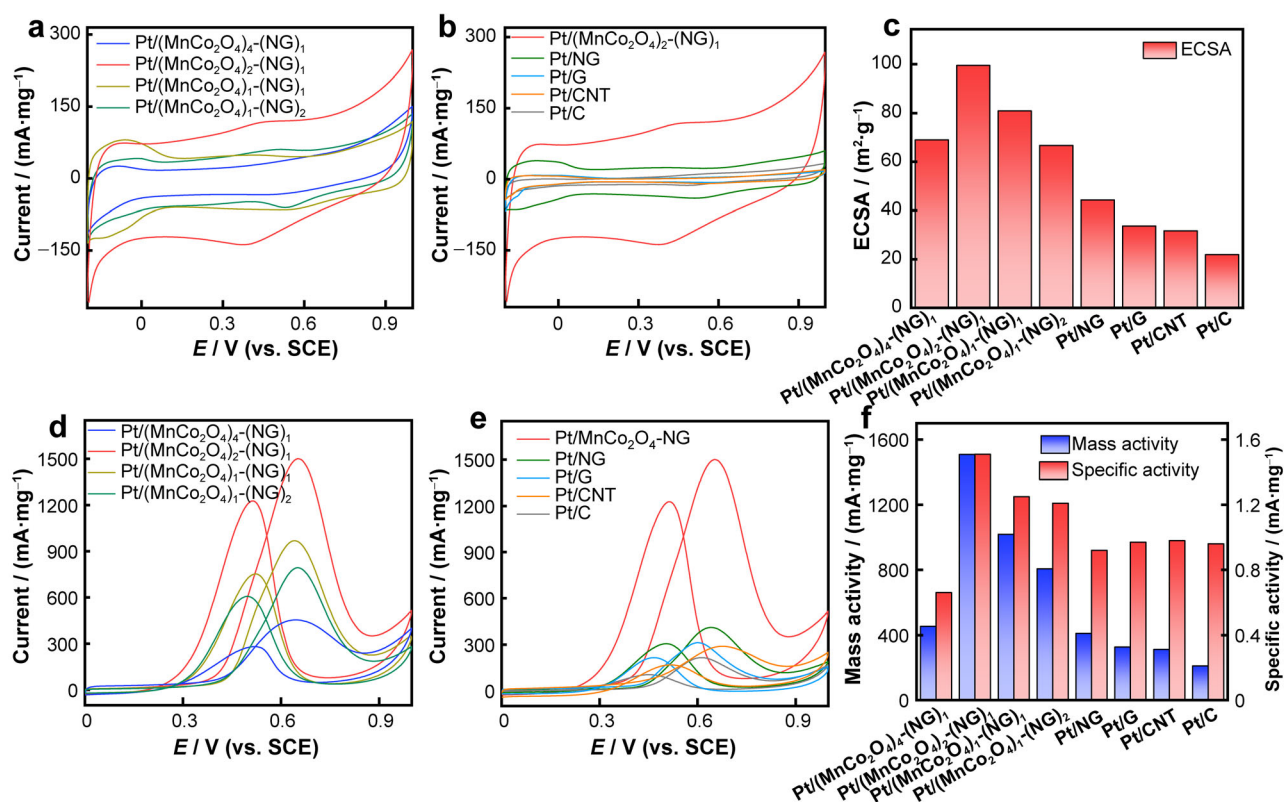 a
300
150
0
−150
Current / (mA·mg⁻¹)
Pt/(MnCo₂O₄)₄-(NG)₁
Pt/(MnCo₂O₄)₂-(NG)₁
Pt/(MnCo₂O₄)₁-(NG)₁
Pt/(MnCo₂O₄)₁-(NG)₂
0 0.3 0.6 0.9
E / V (vs. SCE)
b
300
150
0
−150
Current / (mA·mg⁻¹)
Pt/(MnCo₂O₄)₂-(NG)₁
Pt/NG
Pt/G
Pt/CNT
Pt/C
0 0.3 0.6 0.9
E / V (vs. SCE)
c
100
80
60
40
20
0
ECSA / (m²·g⁻¹)
ECSA
Pt/(MnCo₂O₄)₄-(NG)₁
Pt/(MnCo₂O₄)₂-(NG)₁
Pt/(MnCo₂O₄)₁-(NG)₁
Pt/(MnCo₂O₄)₁-(NG)₂
Pt/NG
Pt/G
Pt/CNT
Pt/C
d
1500
1200
900
600
300
0
Current / (mA·mg⁻¹)
Pt/(MnCo₂O₄)₄-(NG)₁
Pt/(MnCo₂O₄)₂-(NG)₁
Pt/(MnCo₂O₄)₁-(NG)₁
Pt/(MnCo₂O₄)₁-(NG)₂
0 0.3 0.6 0.9
E / V (vs. SCE)
e
1500
1200
900
600
300
0
Current / (mA·mg⁻¹)
Pt/MnCo₂O₄-NG
Pt/NG
Pt/G
Pt/CNT
Pt/C
0 0.3 0.6 0.9
E / V (vs. SCE)
f
1600
1200
800
400
0
Mass activity / (mA·mg⁻¹)
Mass activity
Specific activity
1.6
1.2
0.8
0.4
0
Specific activity / (mA·mg⁻¹)
Pt/(MnCo₂O₄)₄-(NG)₁
Pt/(MnCo₂O₄)₂-(NG)₁
Pt/(MnCo₂O₄)₁-(NG)₁
Pt/(MnCo₂O₄)₁-(NG)₂
Pt/NG
Pt/G
Pt/CNT
Pt/C